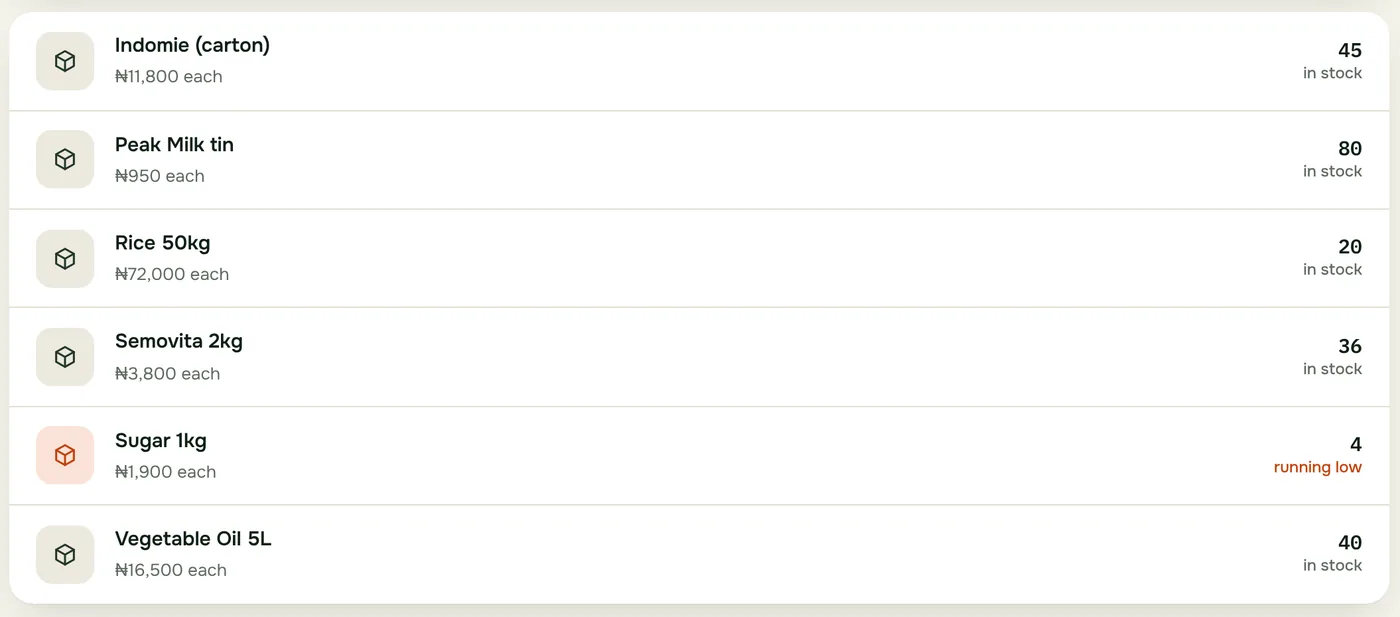 Indomie (carton)
₦11,800 each
45
in stock
Peak Milk tin
₦950 each
80
in stock
Rice 50kg
₦72,000 each
20
in stock
Semovita 2kg
₦3,800 each
36
in stock
Sugar 1kg
₦1,900 each
4
running low
Vegetable Oil 5L
₦16,500 each
40
in stock